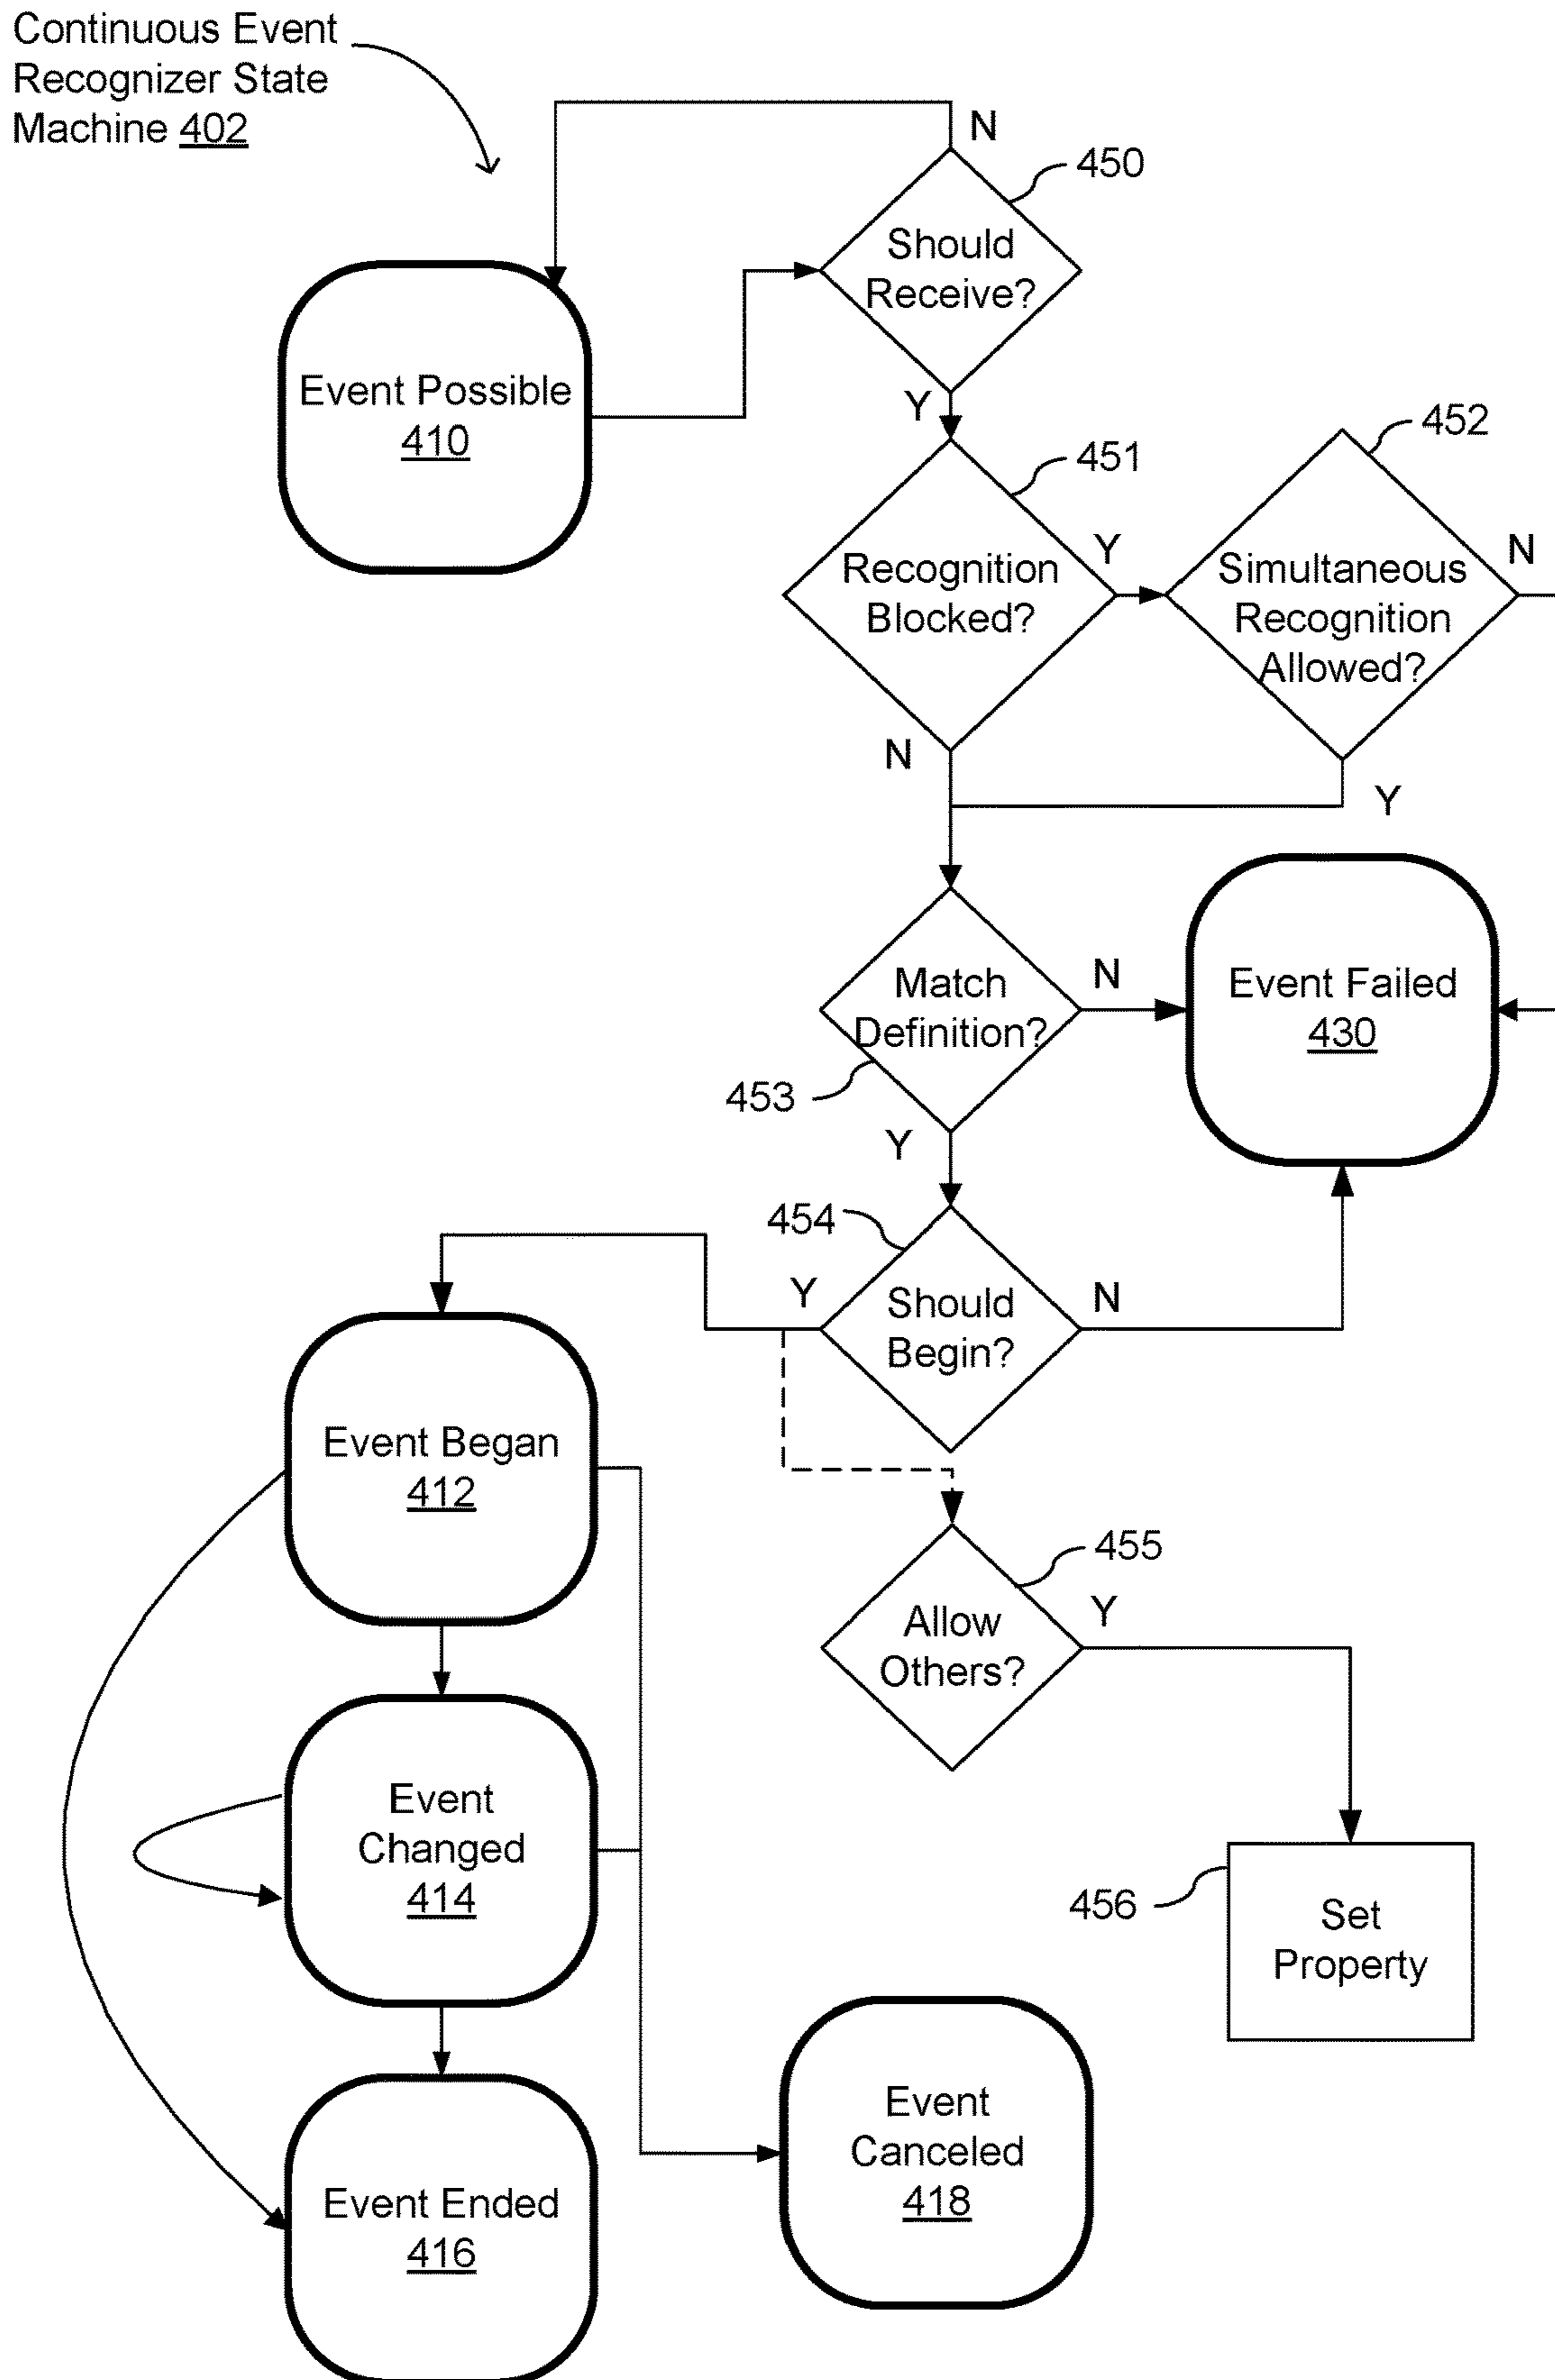 Continuous Event
Recognizer State
Machine 402
N
450
Should
Receive?
Event Possible
410
Y
452
451
Y
N
Recognition
Blocked?
Simultaneous
Recognition
Allowed?
N
Y
Match
Definition?
N
Event Failed
430
453
Y
454
Y
Should
Begin?
N
Event Began
412
455
Allow
Others?
Y
Event
Changed
414
456
Set
Property
Event
Canceled
418
Event Ended
416